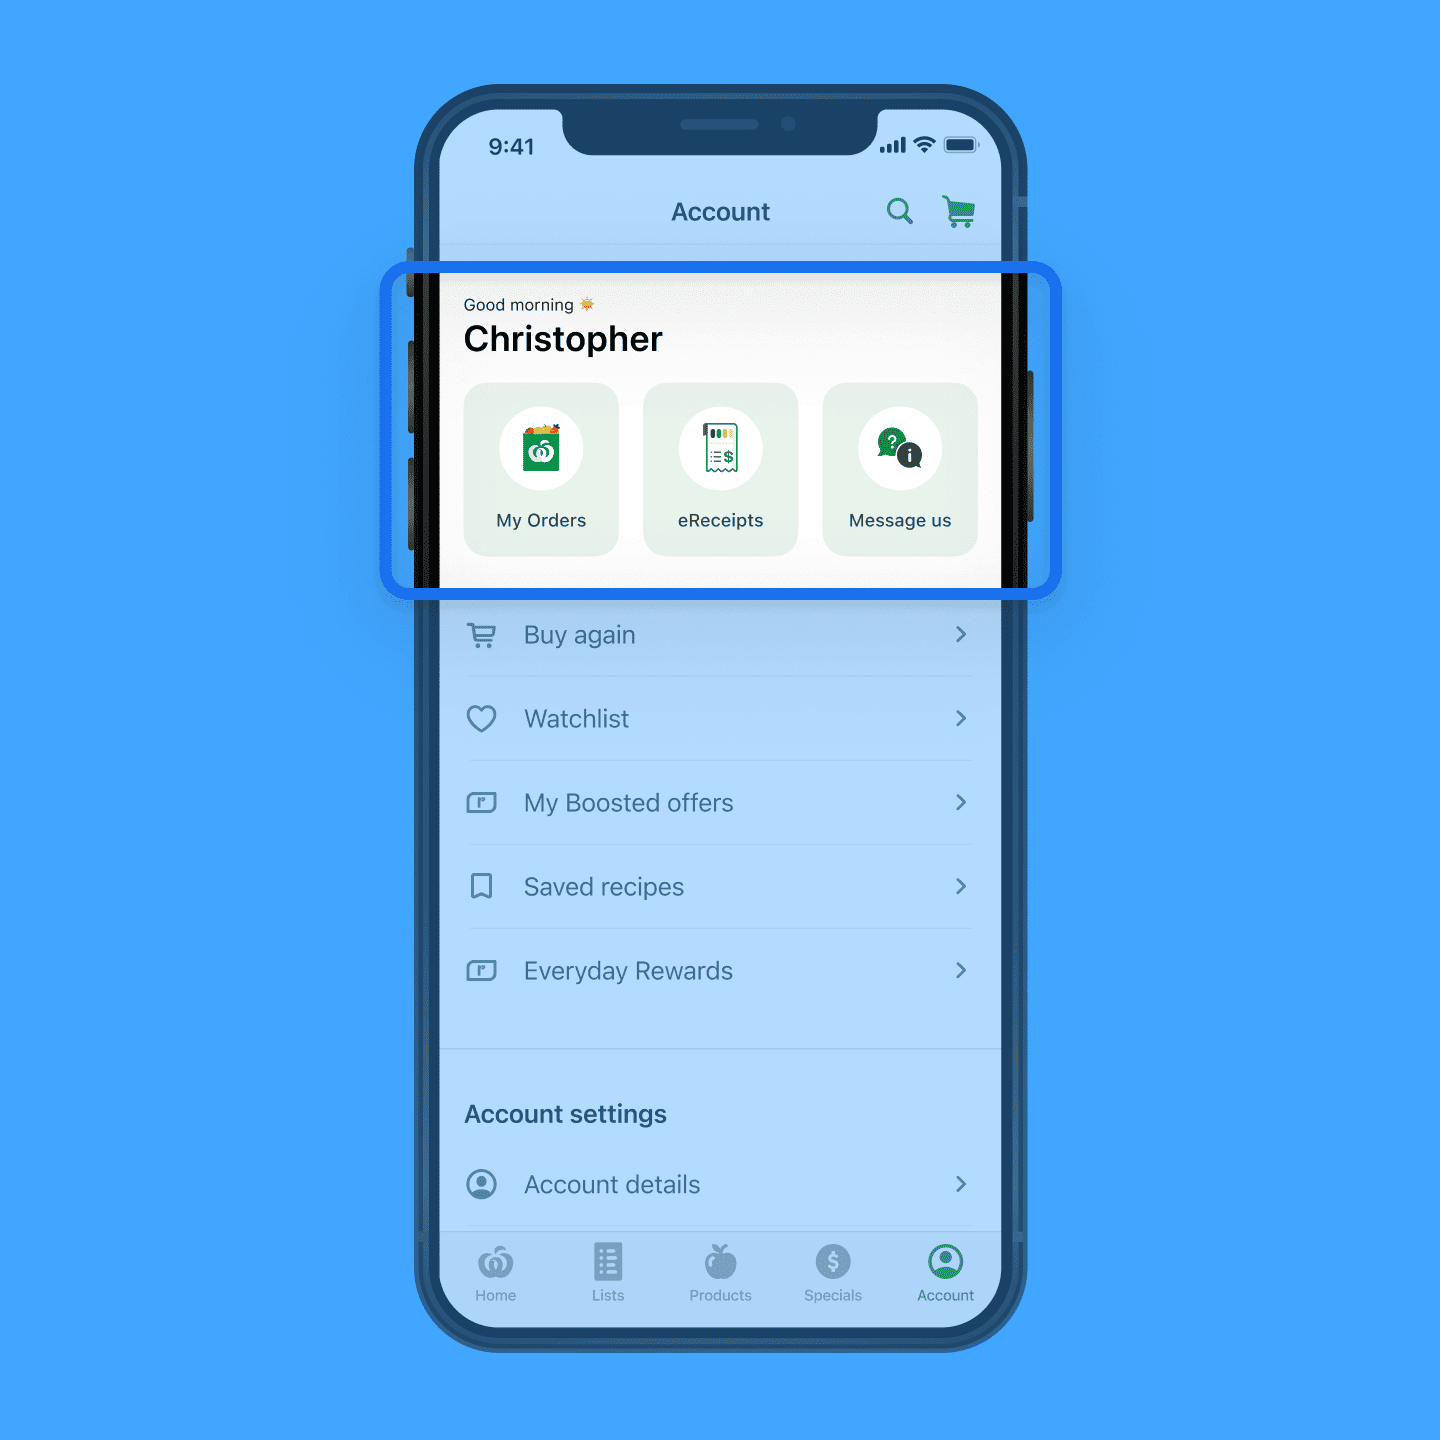 9:41
Account
Good morning
Christopher
My Orders
eReceipts
Message us
Buy again
Watchlist
My Boosted offers
Saved recipes
Everyday Rewards
Account settings
Account details
Home
Lists
Products
Specials
Account